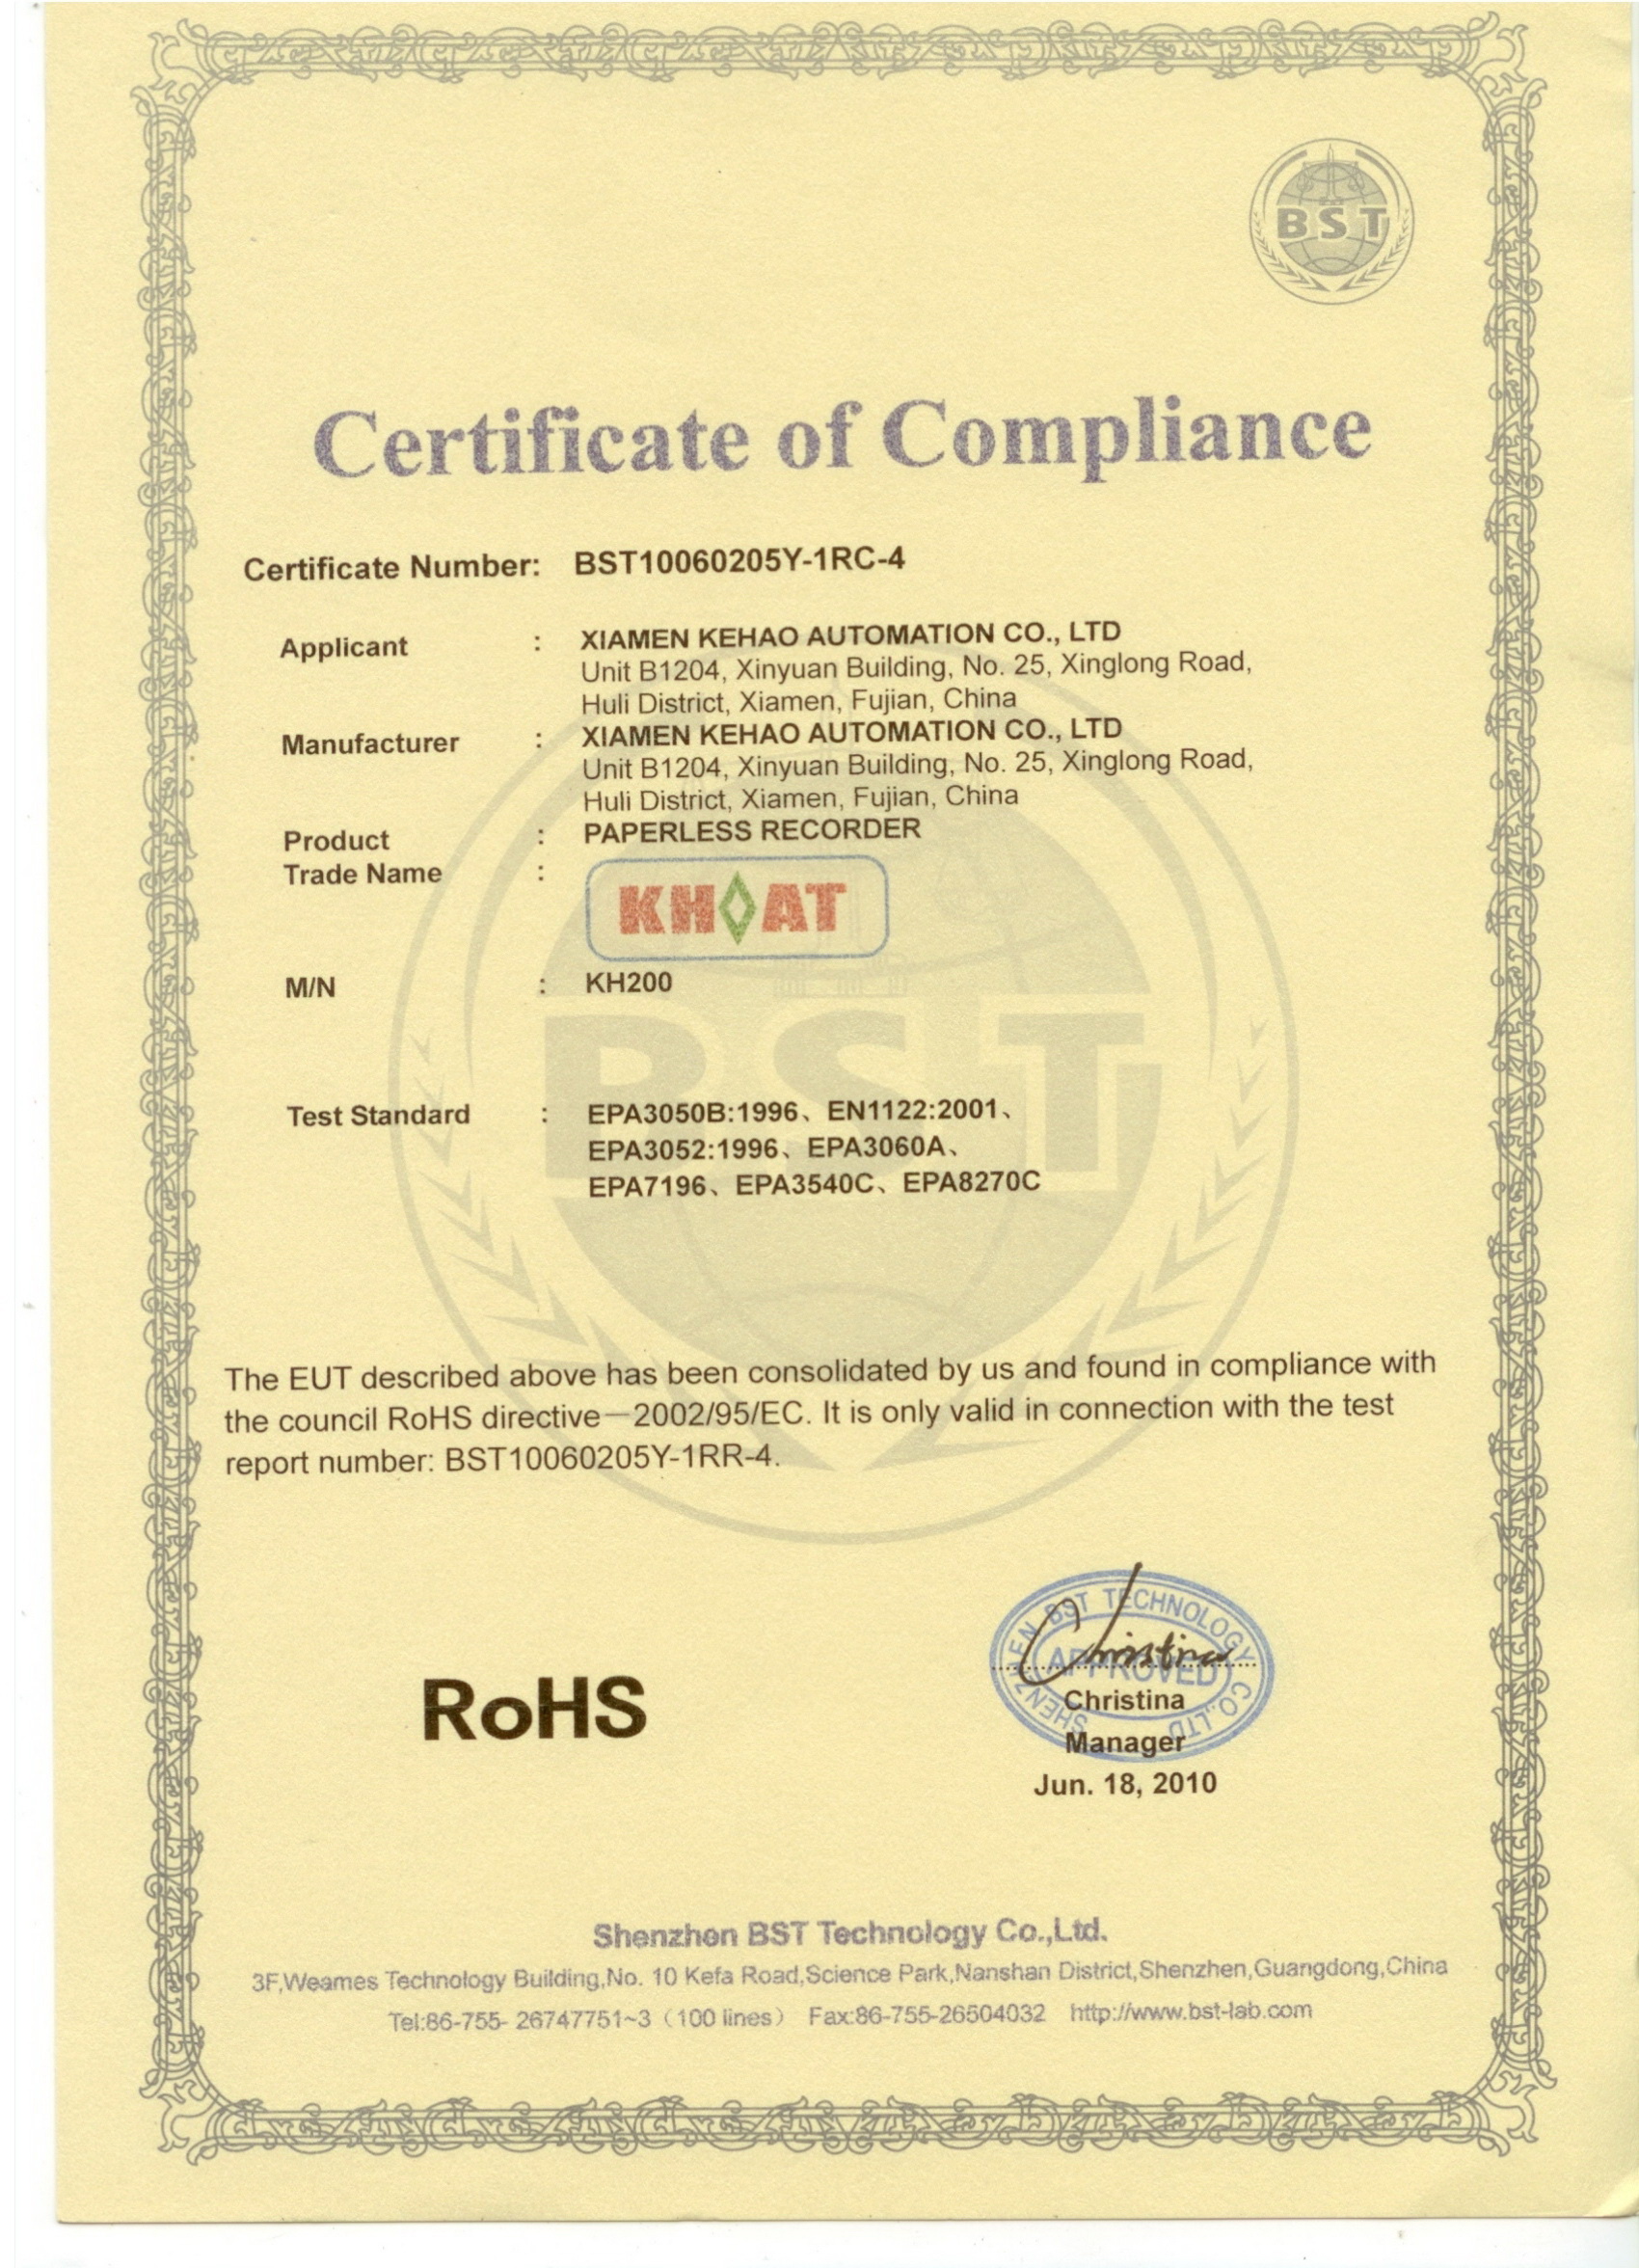 BST
Certificate of Compliance
Certificate Number: BST10060205Y-1RC-4
Applicant : XIAMEN KEHAO AUTOMATION CO., LTD
Unit B1204, Xinyuan Building, No. 25, Xinglong Road,
Huli District, Xiamen, Fujian, China
Manufacturer : XIAMEN KEHAO AUTOMATION CO., LTD
Unit B1204, Xinyuan Building, No. 25, Xinglong Road,
Huli District, Xiamen, Fujian, China
Product : PAPERLESS RECORDER
Trade Name : KH AT
M/N : KH200
BST
Test Standard : EPA3050B:1996、EN1122:2001、
EPA3052:1996、EPA3060A、
EPA7196、EPA3540C、EPA8270C
The EUT described above has been consolidated by us and found in compliance with
the council RoHS directive—2002/95/EC. It is only valid in connection with the test
report number: BST10060205Y-1RR-4.
RoHS
SHENZHEN BST TECHNOLOGY CO.,LTD
APPROVED
Christina
Christina
Manager
Jun. 18, 2010
Shenzhen BST Technology Co.,Ltd.
3F,Weames Technology Building,No. 10 Kefa Road,Science Park,Nanshan District,Shenzhen,Guangdong,China
Tel:86-755- 26747751~3（100 lines） Fax:86-755-26504032 http://www.bst-lab.com